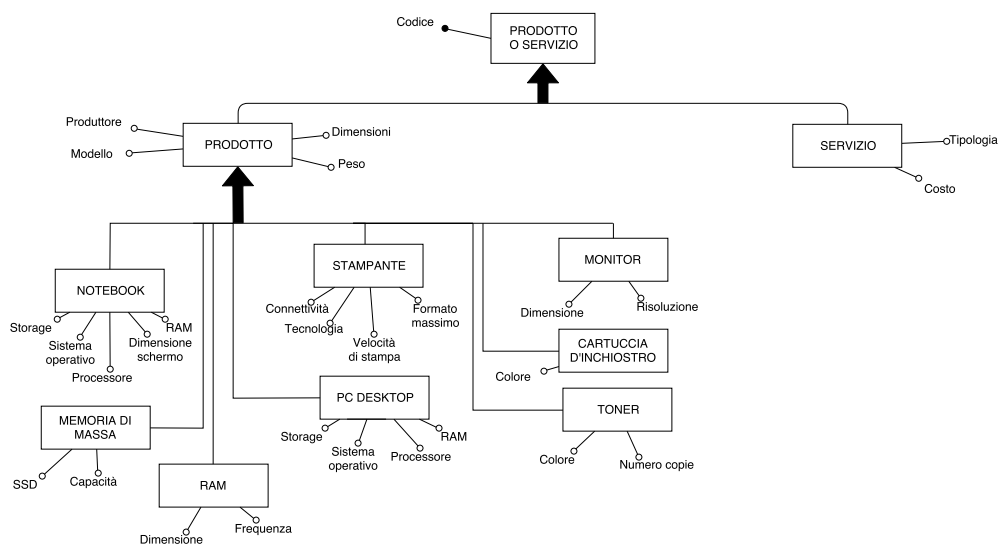 Codice
PRODOTTO
O SERVIZIO
Produttore
Modello
PRODOTTO
Dimensioni
Peso
SERVIZIO
Tipologia
Costo
NOTEBOOK
Storage
Sistema
operativo
Processore
Dimensione
schermo
RAM
STAMPANTE
Connettività
Tecnologia
Velocità
di stampa
Formato
massimo
MONITOR
Dimensione
Risoluzione
CARTUCCIA
D'INCHIOSTRO
Colore
MEMORIA DI
MASSA
SSD
Capacità
PC DESKTOP
Storage
Sistema
operativo
Processore
RAM
TONER
Colore
Numero copie
RAM
Dimensione
Frequenza